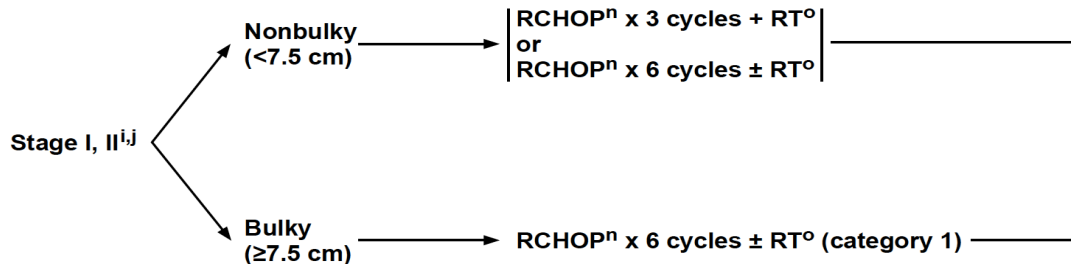 Nonbulky
(<7.5 cm)
RCHOPⁿ x 3 cycles + RTᵒ
or
RCHOPⁿ x 6 cycles ± RTᵒ
Stage I, IIⁱ,ʲ
Bulky
(≥7.5 cm)
RCHOPⁿ x 6 cycles ± RTᵒ (category 1)